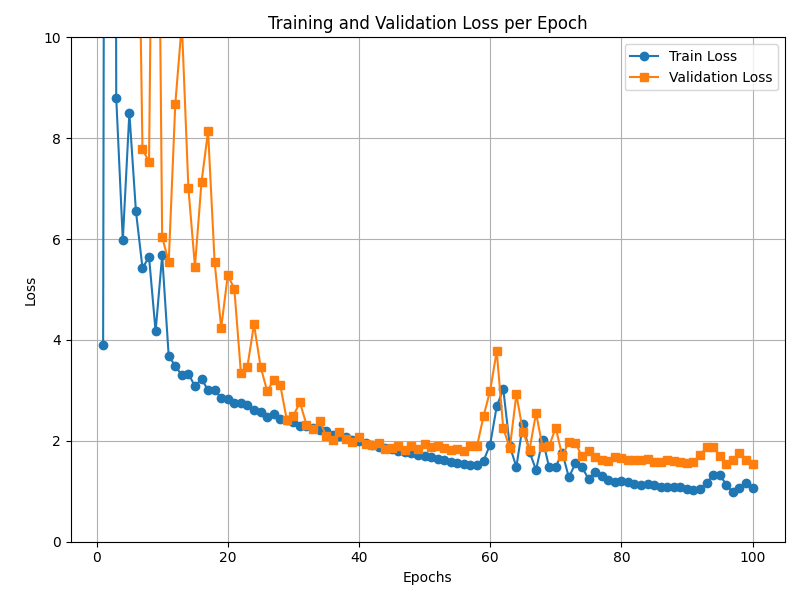 Training and Validation Loss per Epoch
Train Loss
Validation Loss
10
8
6
4
2
0
Loss
0 20 40 60 80 100
Epochs